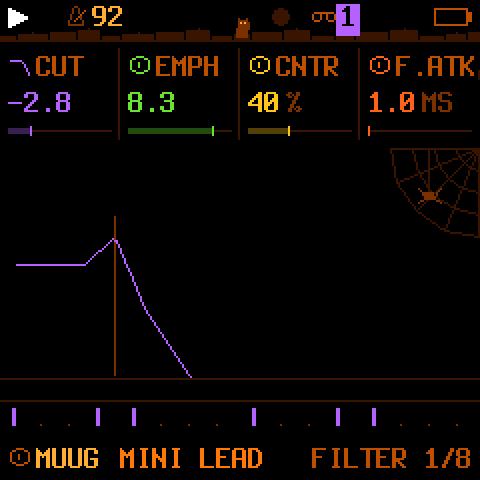 92 1
CUT EMPH CNTR F.ATK
-2.8 8.3 40 % 1.0 MS
MUUG MINI LEAD FILTER 1/8